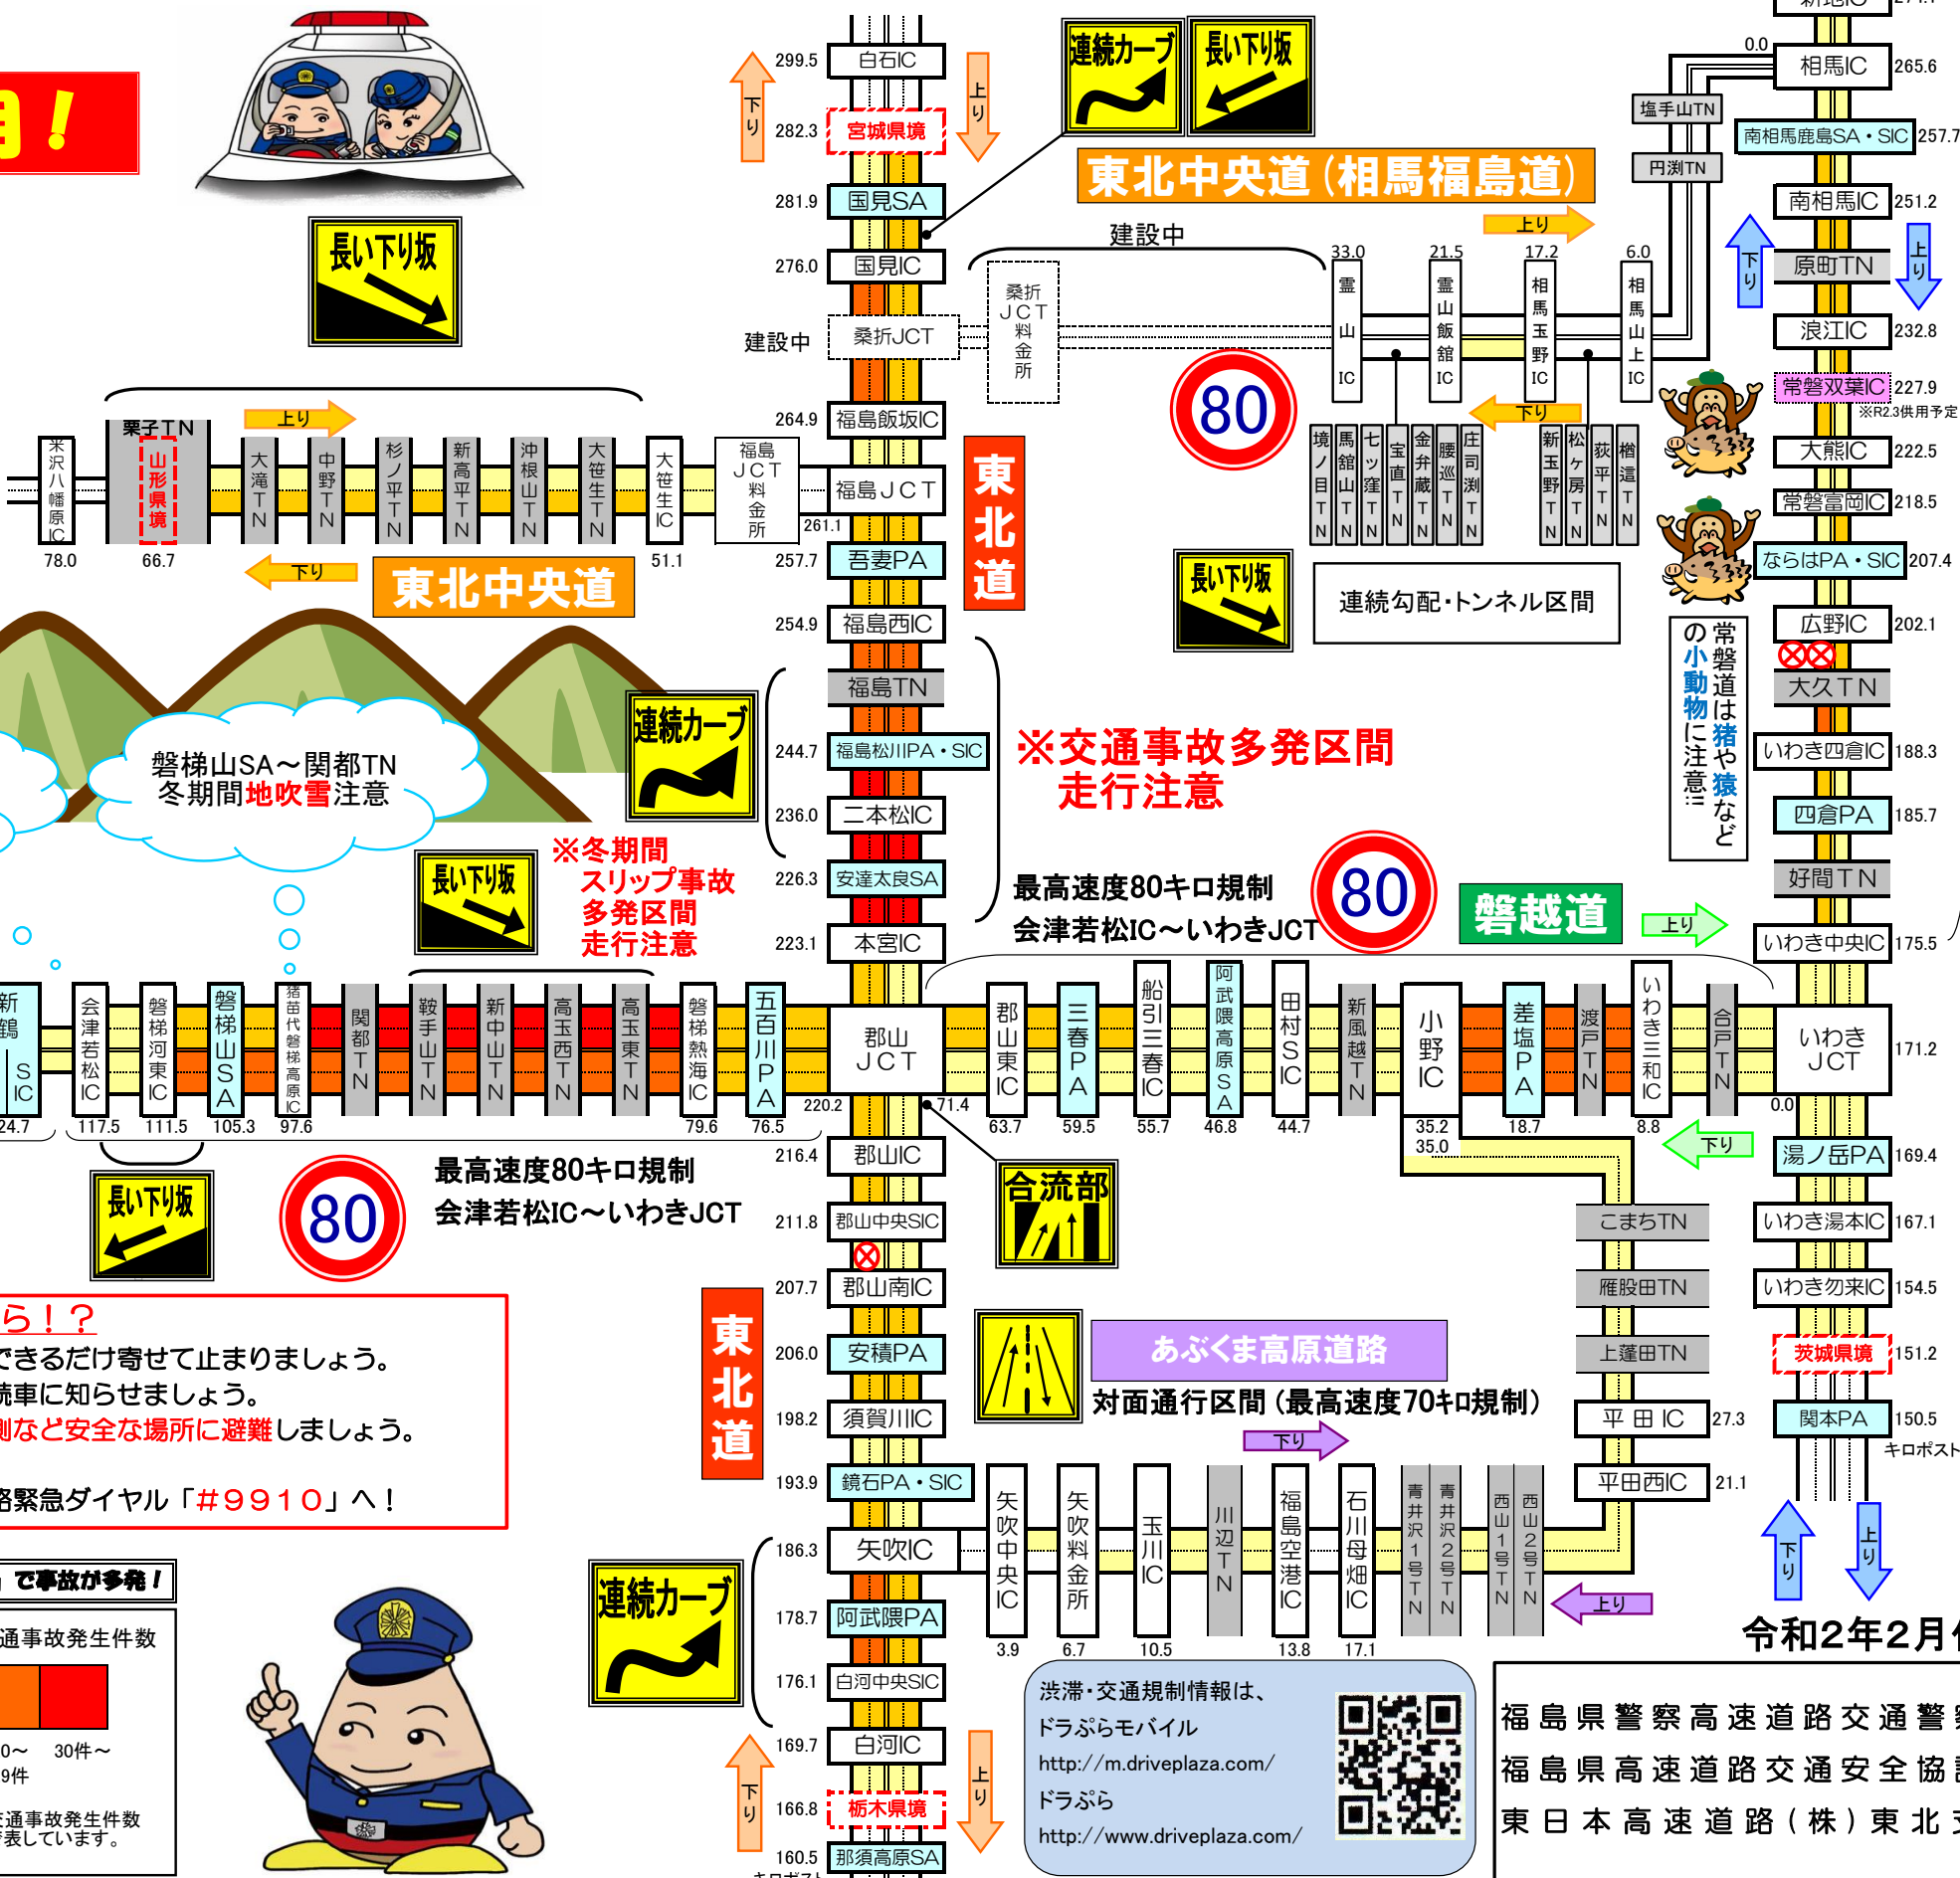 用！
長い下り坂
299.5 白石IC
下り
上り
282.3 宮城県境
281.9 国見SA
276.0 国見IC
建設中 桑折JCT
264.9 福島飯坂IC
福島JCT
261.1
257.7 吾妻PA
254.9 福島西IC
福島TN
244.7 福島松川PA・SIC
236.0 二本松IC
226.3 安達太良SA
223.1 本宮IC
郡山JCT
220.2
71.4
216.4 郡山IC
211.8 郡山中央SIC
207.7 郡山南IC
206.0 安積PA
198.2 須賀川IC
193.9 鏡石PA・SIC
186.3 矢吹IC
178.7 阿武隈PA
176.1 白河中央SIC
169.7 白河IC
166.8 栃木県境
160.5 那須高原SA
下り
上り
東北道
東北道
連続カーブ
長い下り坂
東北中央道(相馬福島道)
上り
建設中
桑折JCT料金所
33.0 霊山IC
21.5 霊山飯舘IC
17.2 相馬玉野IC
6.0 相馬山上IC
0.0
塩手山TN
円渕TN
80
下り
境ノ目TN
馬舘山TN
七ッ窪TN
宝直TN
金弁蔵TN
腰巡TN
庄司渕TN
新玉野TN
松ヶ房TN
荻平TN
楢這TN
長い下り坂
連続勾配・トンネル区間
米沢八幡原IC 78.0
栗子TN
山形県境 66.7
上り
大滝TN
中野TN
杉ノ平TN
新高平TN
沖根山TN
大笹生TN
大笹生IC 51.1
福島JCT料金所
下り
東北中央道
磐梯山SA～関都TN
冬期間地吹雪注意
連続カーブ
※交通事故多発区間
走行注意
長い下り坂
※冬期間
スリップ事故
多発区間
走行注意
最高速度80キロ規制
会津若松IC～いわきJCT
80
磐越道
上り
新鶴
SIC
24.7
会津若松IC 117.5
磐梯河東IC 111.5
磐梯山SA 105.3
猪苗代磐梯高原IC 97.6
関都TN
鞍手山TN
新中山TN
高玉西TN
高玉東TN
磐梯熱海IC 79.6
五百川PA 76.5
郡山東IC 63.7
三春PA 59.5
船引三春IC 55.7
阿武隈高原SA 46.8
田村SIC 44.7
新風越TN
小野IC 35.2
35.0
差塩PA 18.7
渡戸TN
いわき三和IC 8.8
合戸TN
0.0
下り
長い下り坂
80
最高速度80キロ規制
会津若松IC～いわきJCT
合流部
新地IC
相馬IC 265.6
南相馬鹿島SA・SIC 257.7
南相馬IC 251.2
下り
上り
原町TN
浪江IC 232.8
常磐双葉IC 227.9
※R2.3供用予定
大熊IC 222.5
常磐富岡IC 218.5
ならはPA・SIC 207.4
広野IC 202.1
大久TN
いわき四倉IC 188.3
四倉PA 185.7
好間TN
いわき中央IC 175.5
いわきJCT 171.2
湯ノ岳PA 169.4
いわき湯本IC 167.1
いわき勿来IC 154.5
茨城県境 151.2
関本PA 150.5
キロポスト
下り
上り
常磐道は猪や猿など
の小動物に注意!!
こまちTN
雁股田TN
上蓬田TN
平田IC 27.3
平田西IC 21.1
あぶくま高原道路
対面通行区間(最高速度70キロ規制)
下り
矢吹中央IC 3.9
矢吹料金所 6.7
玉川IC 10.5
川辺TN
福島空港IC 13.8
石川母畑IC 17.1
青井沢1号TN
青井沢2号TN
西山1号TN
西山2号TN
上り
ら！？
できるだけ寄せて止まりましょう。
続車に知らせましょう。
側など安全な場所に避難しましょう。
路緊急ダイヤル「＃９９１０」へ！
」で事故が多発！
通事故発生件数
0～ 30件～
9件
交通事故発生件数
表しています。
連続カーブ
渋滞・交通規制情報は、
ドラぷらモバイル
http://m.driveplaza.com/
ドラぷら
http://www.driveplaza.com/
令和2年2月
福島県警察高速道路交通警察
福島県高速道路交通安全協
東日本高速道路(株)東北